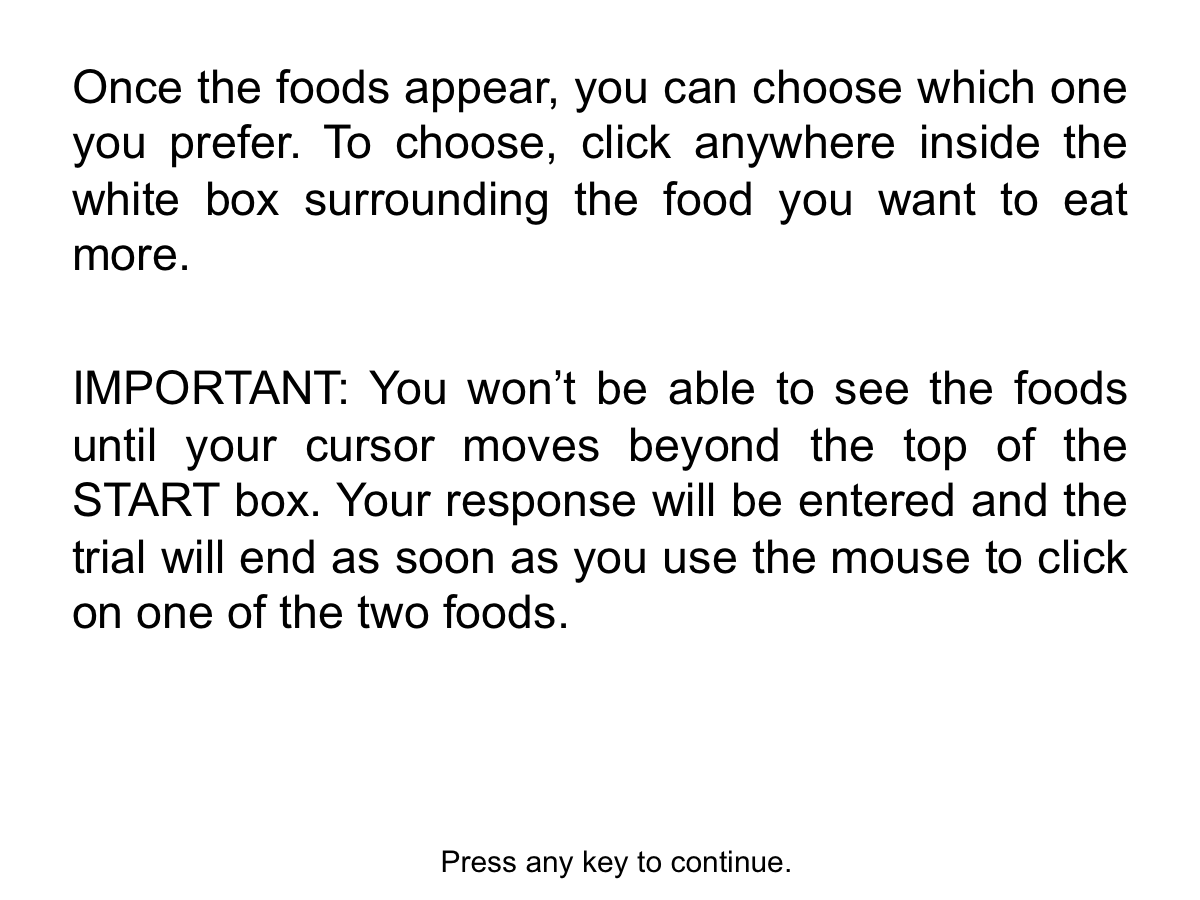 Once the foods appear, you can choose which one
you prefer. To choose, click anywhere inside the
white box surrounding the food you want to eat
more.
IMPORTANT: You won’t be able to see the foods
until your cursor moves beyond the top of the
START box. Your response will be entered and the
trial will end as soon as you use the mouse to click
on one of the two foods.
Press any key to continue.